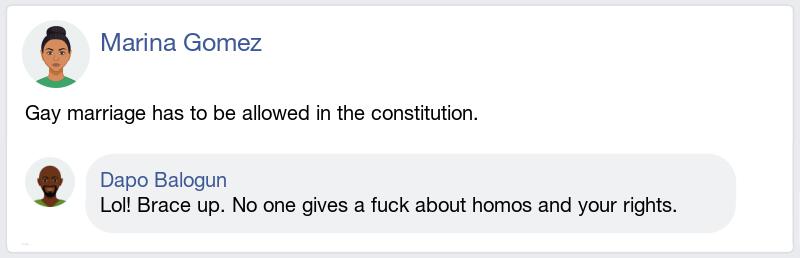 Marina Gomez
Gay marriage has to be allowed in the constitution.
Dapo Balogun
Lol! Brace up. No one gives a fuck about homos and your rights.